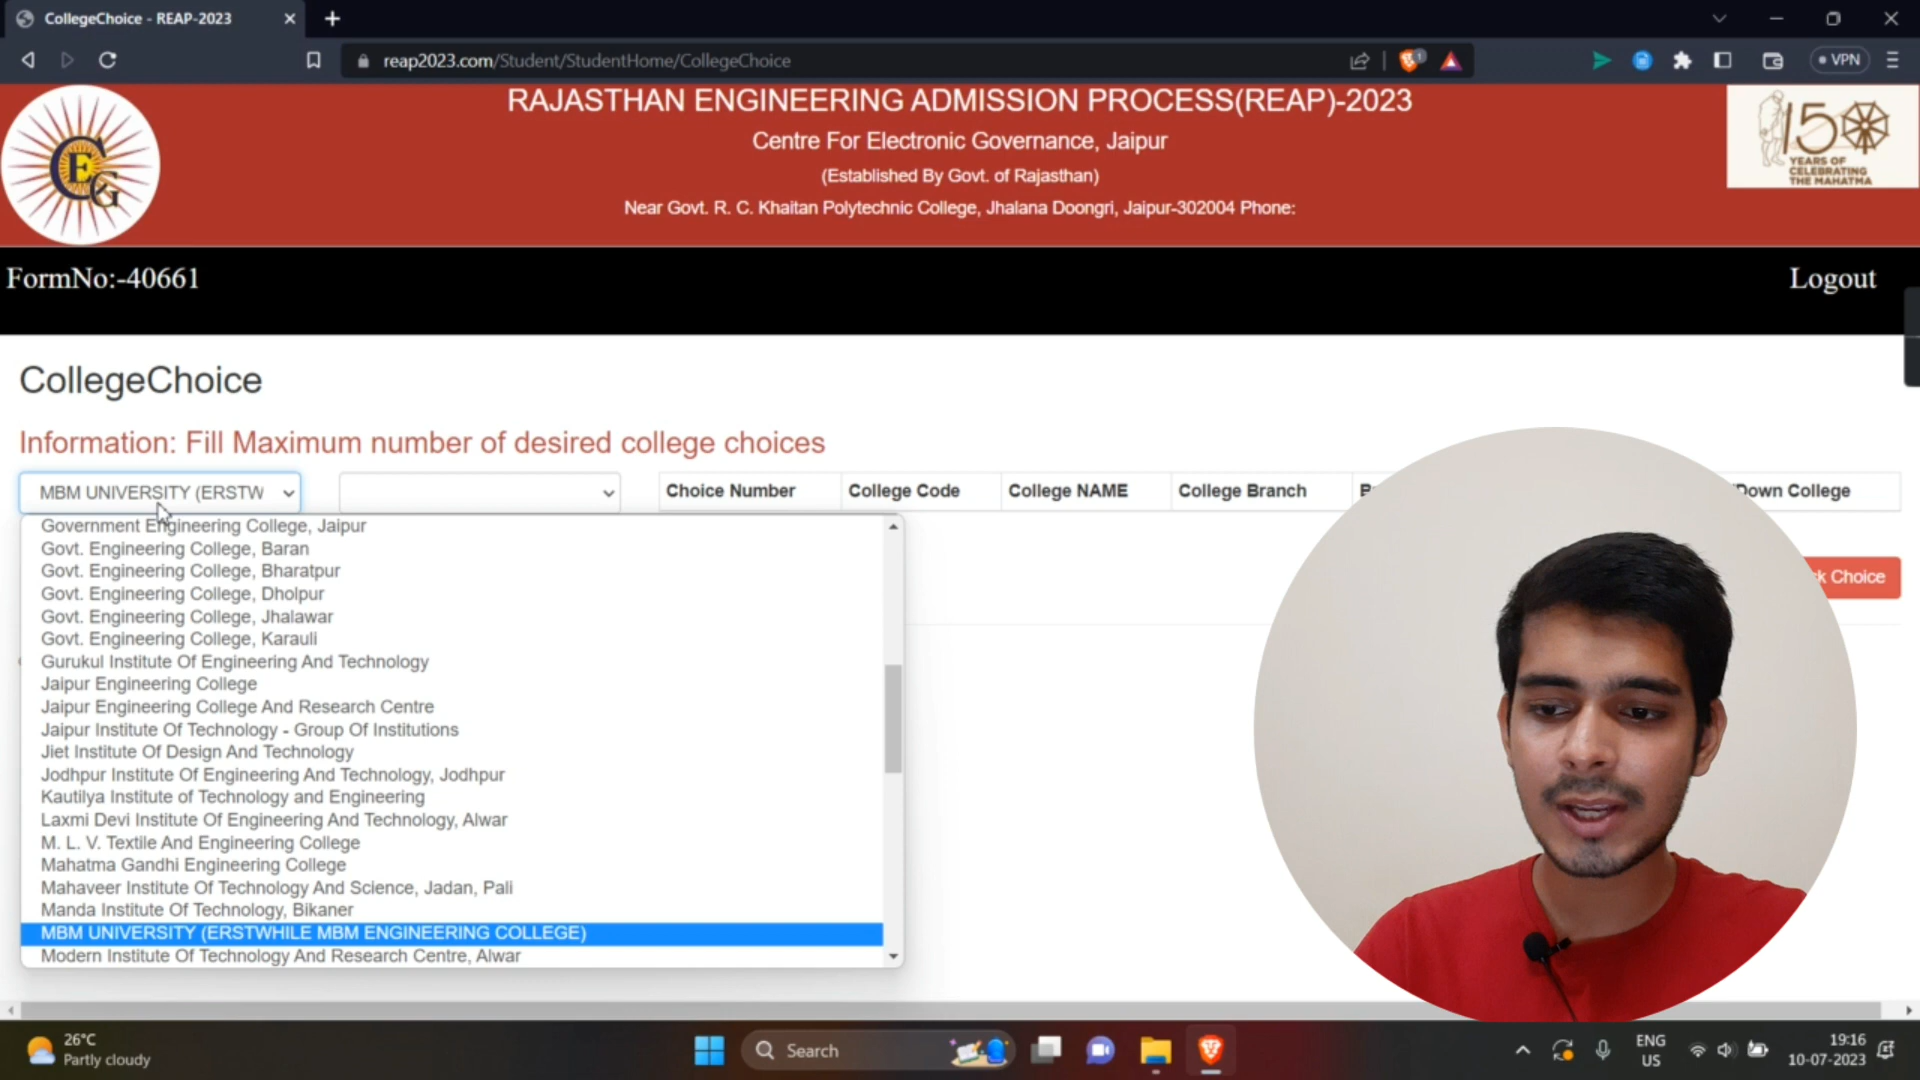 CollegeChoice - REAP-2023
reap2023.com/Student/StudentHome/CollegeChoice
VPN
RAJASTHAN ENGINEERING ADMISSION PROCESS(REAP)-2023
Centre For Electronic Governance, Jaipur
(Established By Govt. of Rajasthan)
Near Govt. R. C. Khaitan Polytechnic College, Jhalana Doongri, Jaipur-302004 Phone:
CEG
150
YEARS OF
CELEBRATING
THE MAHATMA
FormNo:-40661
Logout
CollegeChoice
Information: Fill Maximum number of desired college choices
MBM UNIVERSITY (ERSTW
Choice Number College Code College NAME College Branch Down College
Government Engineering College, Jaipur
Govt. Engineering College, Baran
Govt. Engineering College, Bharatpur
Govt. Engineering College, Dholpur
Govt. Engineering College, Jhalawar
Govt. Engineering College, Karauli
Gurukul Institute Of Engineering And Technology
Jaipur Engineering College
Jaipur Engineering College And Research Centre
Jaipur Institute Of Technology - Group Of Institutions
Jiet Institute Of Design And Technology
Jodhpur Institute Of Engineering And Technology, Jodhpur
Kautilya Institute of Technology and Engineering
Laxmi Devi Institute Of Engineering And Technology, Alwar
M. L. V. Textile And Engineering College
Mahatma Gandhi Engineering College
Mahaveer Institute Of Technology And Science, Jadan, Pali
Manda Institute Of Technology, Bikaner
MBM UNIVERSITY (ERSTWHILE MBM ENGINEERING COLLEGE)
Modern Institute Of Technology And Research Centre, Alwar
Choice
26°C
Partly cloudy
Search
ENG
US
19:16
10-07-2023